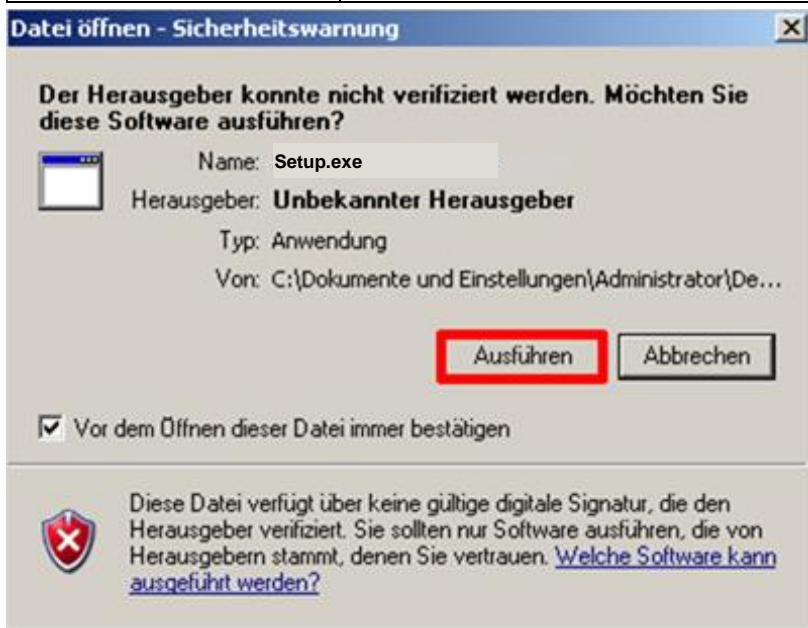 Datei öffnen - Sicherheitswarnung
Der Herausgeber konnte nicht verifiziert werden. Möchten Sie
diese Software ausführen?
Name: Setup.exe
Herausgeber: Unbekannter Herausgeber
Typ: Anwendung
Von: C:\Dokumente und Einstellungen\Administrator\De...
Ausführen Abbrechen
Vor dem Öffnen dieser Datei immer bestätigen
Diese Datei verfügt über keine gültige digitale Signatur, die den
Herausgeber verifiziert. Sie sollten nur Software ausführen, die von
Herausgebern stammt, denen Sie vertrauen. Welche Software kann
ausgeführt werden?